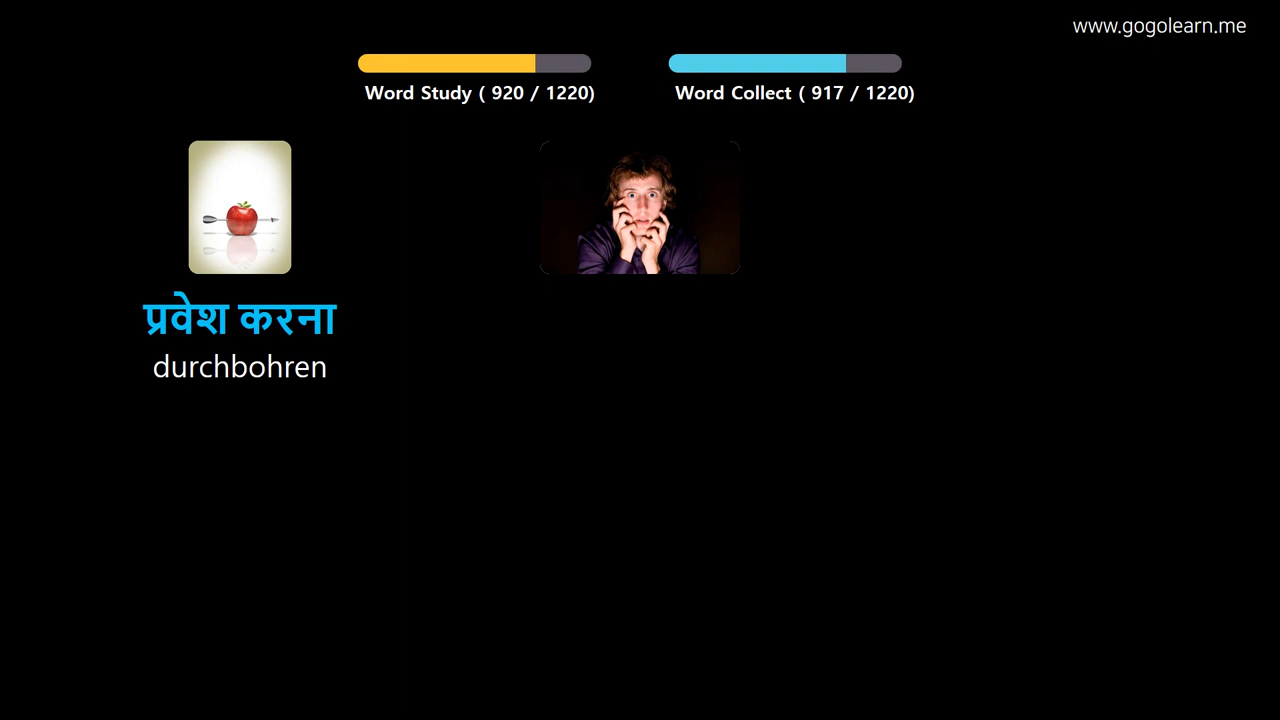 www.gogolearn.me
Word Study ( 920 / 1220)
Word Collect ( 917 / 1220)
प्रवेश करना
durchbohren